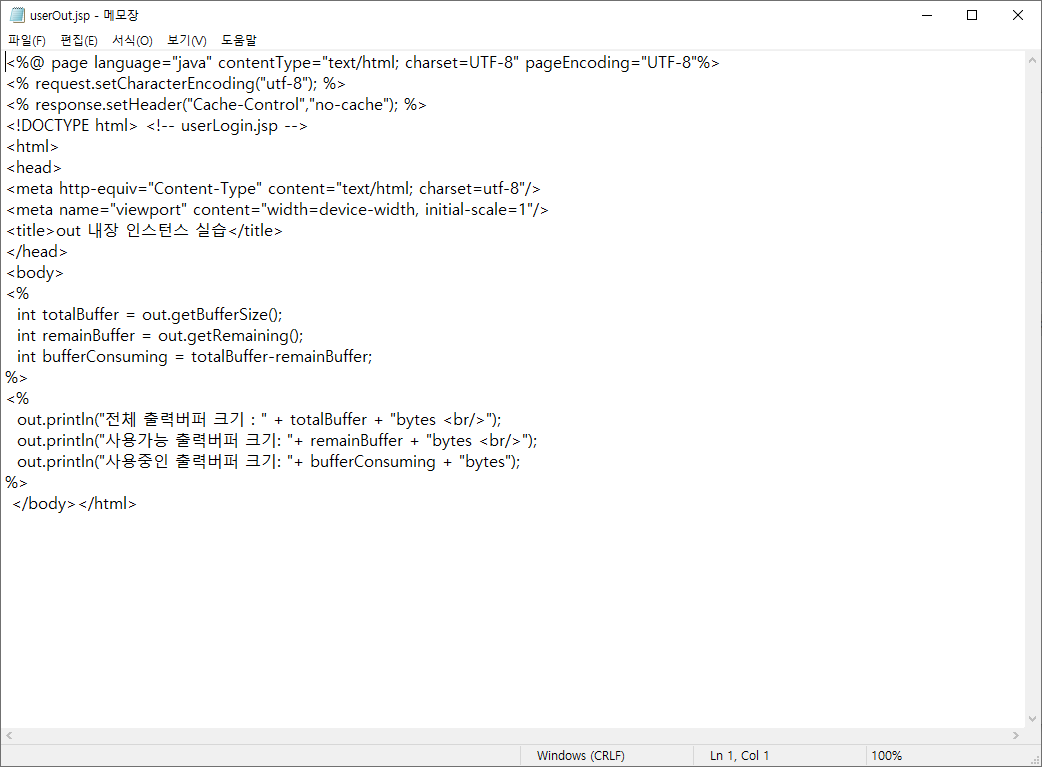 userOut.jsp - 메모장
파일(F) 편집(E) 서식(O) 보기(V) 도움말
<%@ page language="java" contentType="text/html; charset=UTF-8" pageEncoding="UTF-8"%>
<% request.setCharacterEncoding("utf-8"); %>
<% response.setHeader("Cache-Control","no-cache"); %>
<!DOCTYPE html> <!-- userLogin.jsp -->
<html>
<head>
<meta http-equiv="Content-Type" content="text/html; charset=utf-8"/>
<meta name="viewport" content="width=device-width, initial-scale=1"/>
<title>out 내장 인스턴스 실습</title>
</head>
<body>
<%
  int totalBuffer = out.getBufferSize();
  int remainBuffer = out.getRemaining();
  int bufferConsuming = totalBuffer-remainBuffer;
%>
<%
  out.println("전체 출력버퍼 크기 : " + totalBuffer + "bytes <br/>");
  out.println("사용가능 출력버퍼 크기: "+ remainBuffer + "bytes <br/>");
  out.println("사용중인 출력버퍼 크기: "+ bufferConsuming + "bytes");
%>
 </body></html>
Windows (CRLF) Ln 1, Col 1 100%